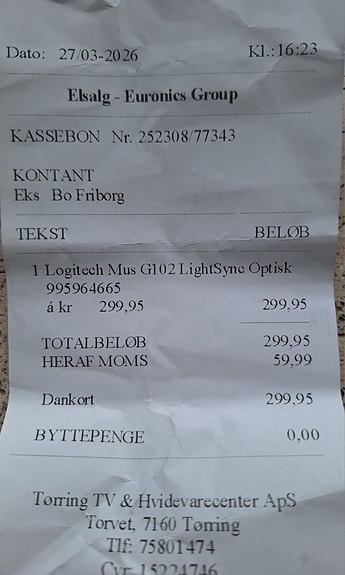 Dato: 27/03-2026 Kl.:16:23
Elsalg - Euronics Group
KASSEBON Nr. 252308/77343
KONTANT
Eks Bo Friborg
TEKST BELØB
1 Logitech Mus G102 LightSync Optisk
995964665
á kr 299,95 299,95
TOTALBELØB 299,95
HERAF MOMS 59,99
Dankort 299,95
BYTTEPENGE 0,00
Tørring TV & Hvidevarecenter ApS
Torvet, 7160 Tørring
Tlf: 75801474
Cvr 15224746